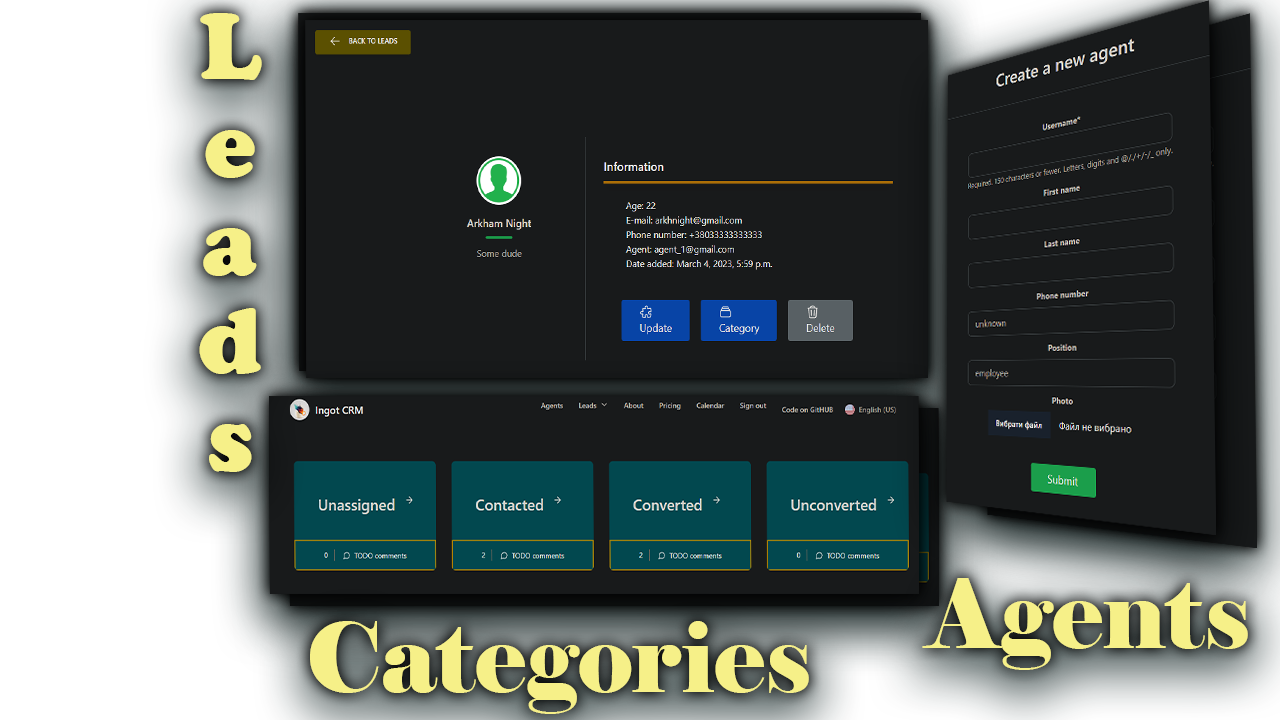 Leads
BACK TO LEADS
Arkham Night
Some dude
Information
Age: 22
E-mail: arkhnight@gmail.com
Phone number: +38033333333333
Agent: agent_1@gmail.com
Date added: March 4, 2023, 5:59 p.m.
Update
Category
Delete
Create a new agent
Username*
Required. 150 characters or fewer. Letters, digits and @/./+/-/_ only.
First name
Last name
Phone number
unknown
Position
employee
Photo
Вибрати файл Файл не вибрано
Submit
Ingot CRM
Agents Leads About Pricing Calendar Sign out Code on GitHUB English (US)
Unassigned
0 TODO comments
Contacted
2 TODO comments
Converted
2 TODO comments
Unconverted
0 TODO comments
Categories
Agents